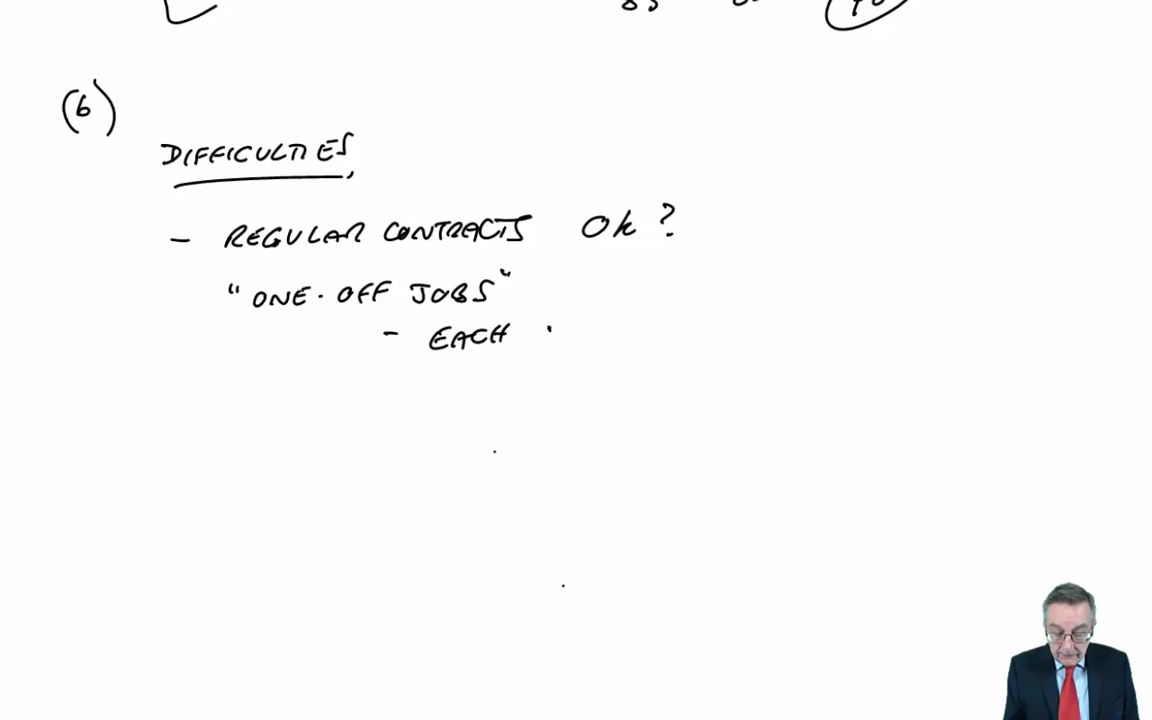 (b)
DIFFICULTIES
- REGULAR CONTRACTS OK?
"ONE-OFF JOBS"
- EACH